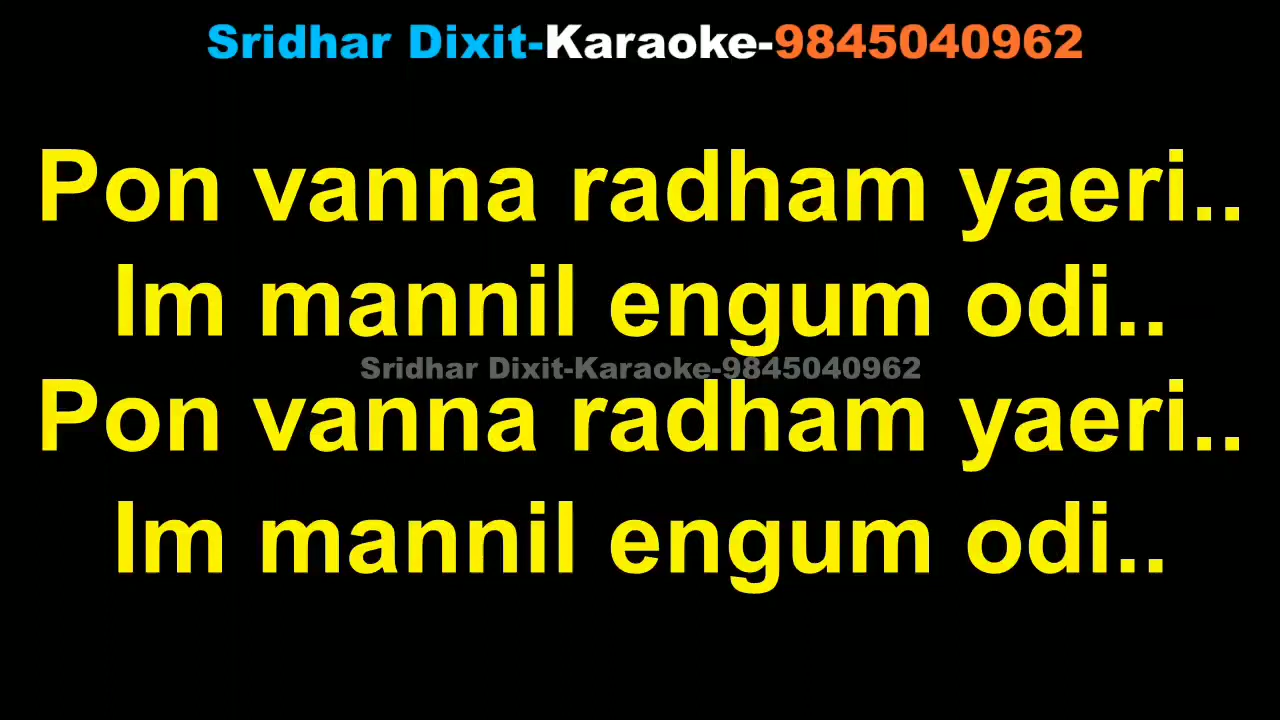 Sridhar Dixit-Karaoke-9845040962
Pon vanna radham yaeri..
Im mannil engum odi..
Sridhar Dixit-Karaoke-9845040962
Pon vanna radham yaeri..
Im mannil engum odi..